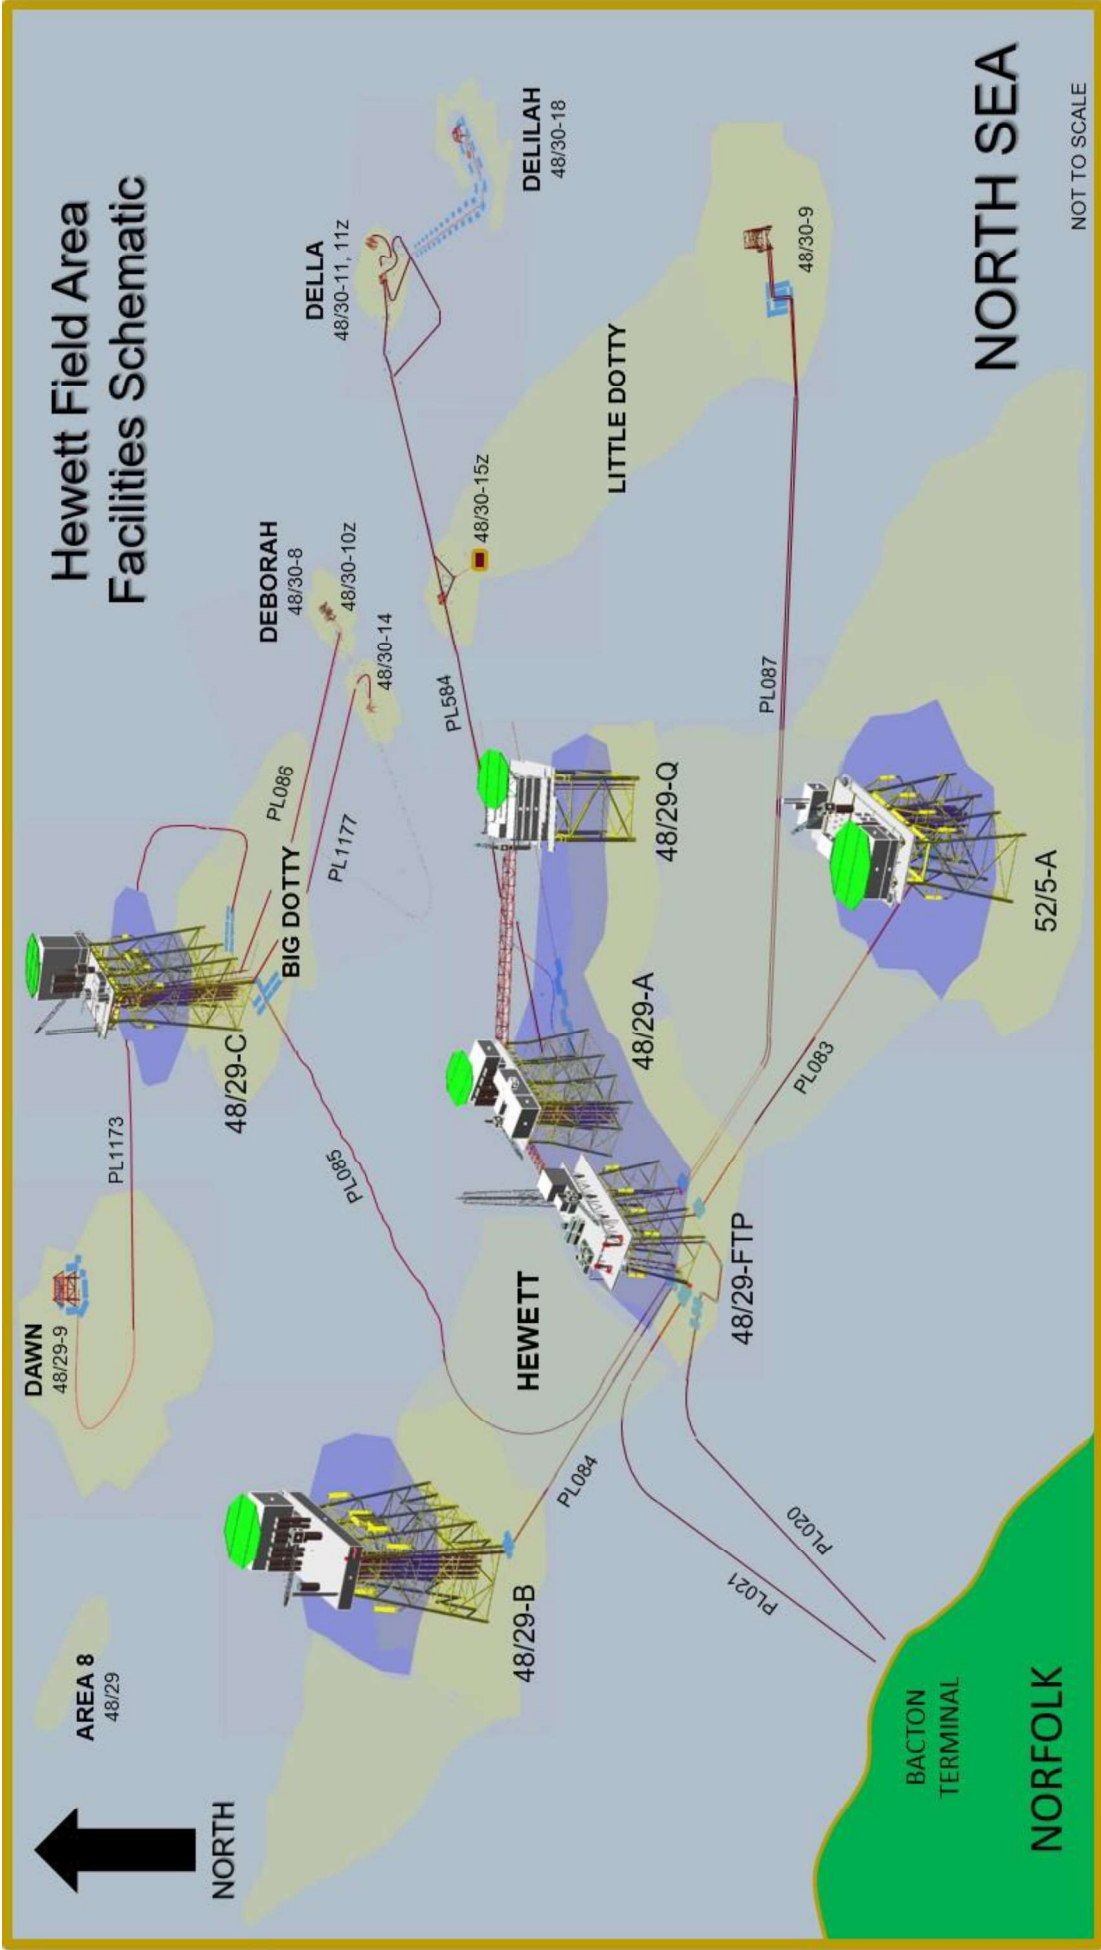 Hewett Field Area
Facilities Schematic
NORTH
AREA 8
48/29
DAWN
48/29-9
PL1173
48/29-C
BIG DOTTY
PL086
PL1177
DEBORAH
48/30-8
48/30-10z
48/30-14
DELLA
48/30-11, 11z
DELILAH
48/30-18
48/29-B
PL085
PL084
HEWETT
PL584
48/30-15z
LITTLE DOTTY
48/29-Q
48/29-A
48/29-FTP
PL087
48/30-9
PL083
52/5-A
PL021
PL020
BACTON
TERMINAL
NORFOLK
NORTH SEA
NOT TO SCALE